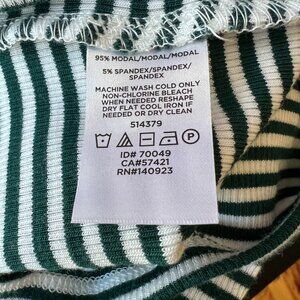 95% MODAL/MODAL/MODAL
5% SPANDEX/SPANDEX/
SPANDEX
MACHINE WASH COLD ONLY
NON-CHLORINE BLEACH
WHEN NEEDED RESHAPE
DRY FLAT COOL IRON IF
NEEDED OR DRY CLEAN
514379
ID# 70049
CA#57421
RN#140923